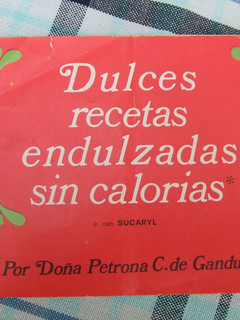 Dulces
recetas
endulzadas
sin calorias*
* con SUCARYL
Por Doña Petrona C. de Gandu